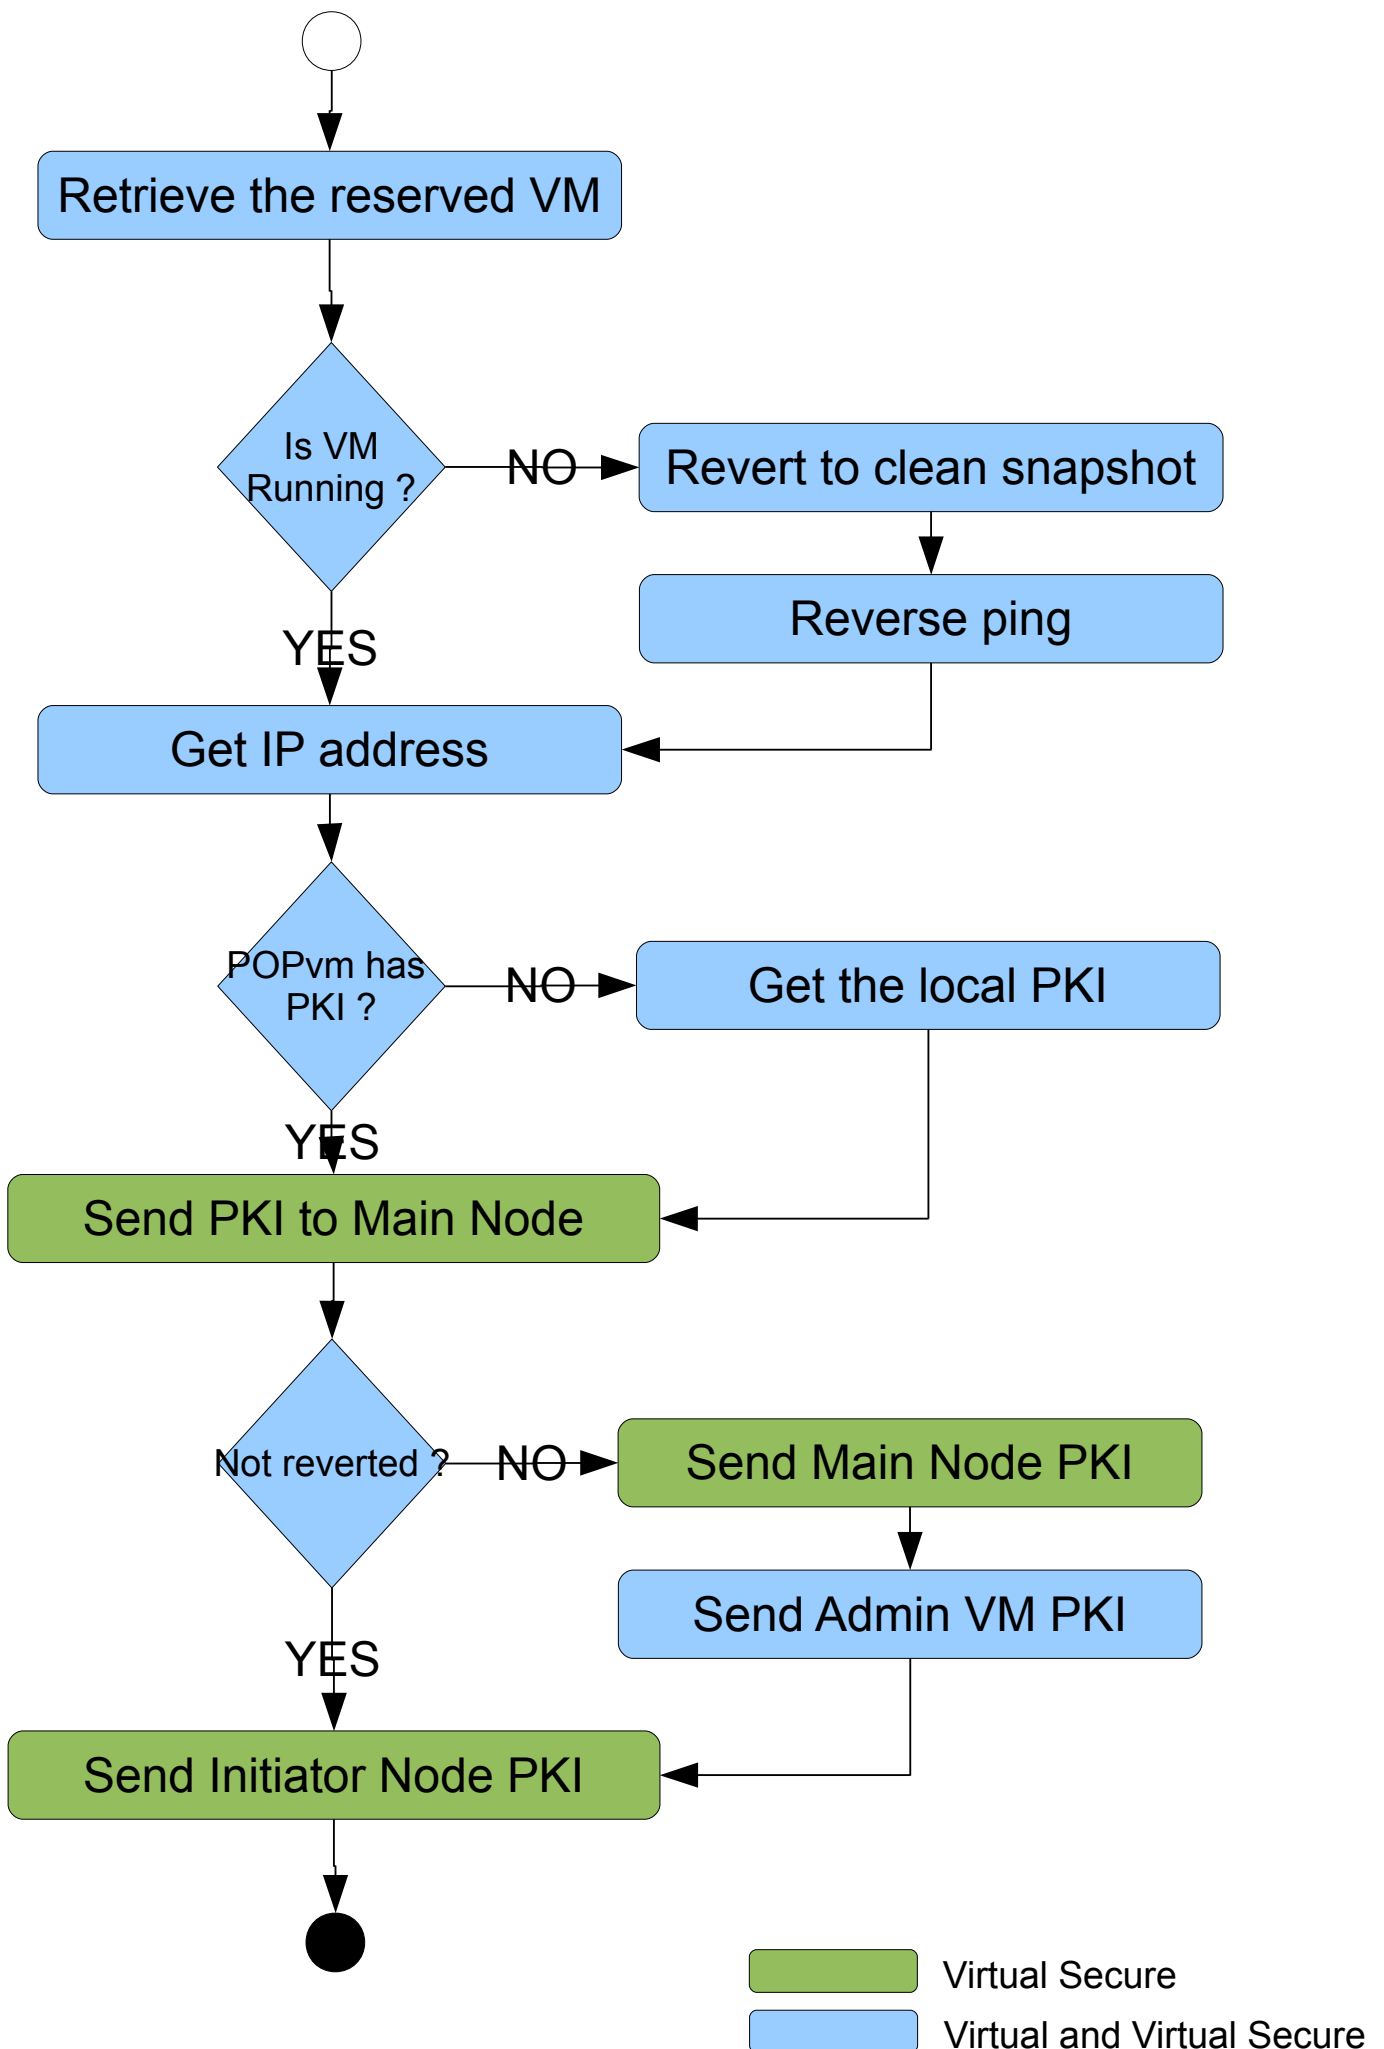 Retrieve the reserved VM
Is VM
Running ?
NO
Revert to clean snapshot
Reverse ping
YES
Get IP address
POPvm has
PKI ?
NO
Get the local PKI
YES
Send PKI to Main Node
Not reverted ?
NO
Send Main Node PKI
Send Admin VM PKI
YES
Send Initiator Node PKI
Virtual Secure
Virtual and Virtual Secure